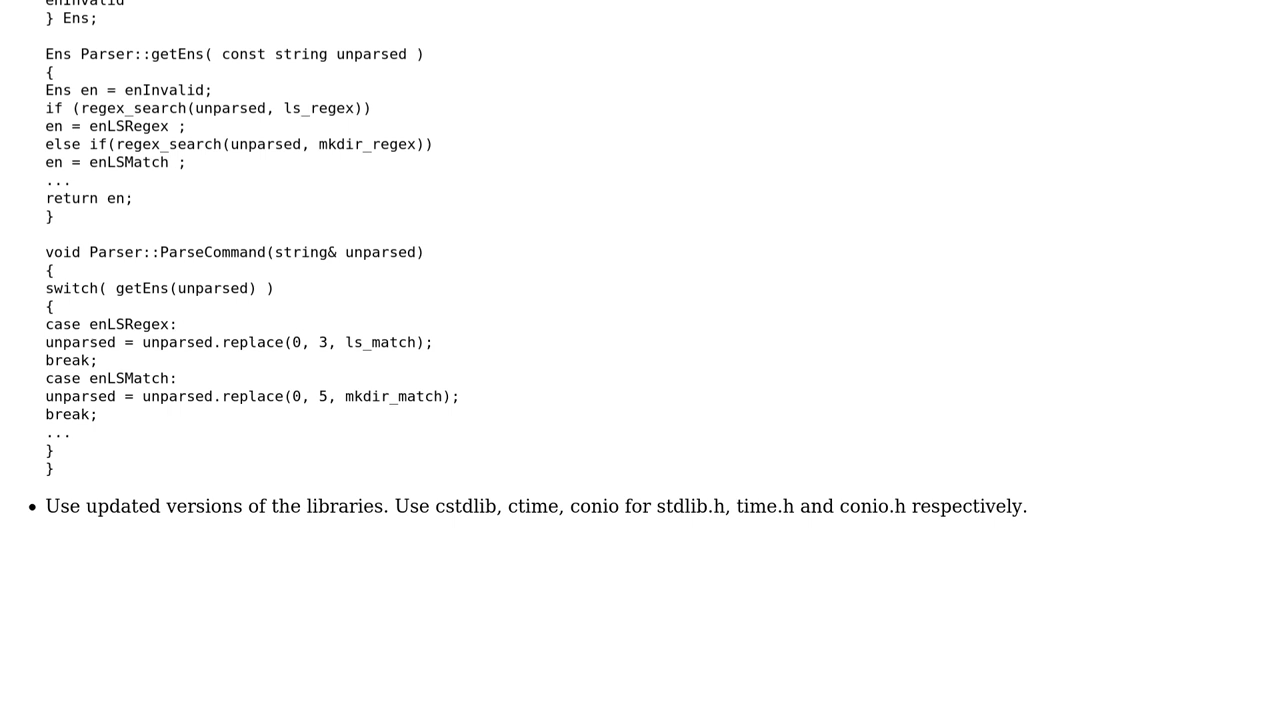 enInvalid
} Ens;
Ens Parser::getEns( const string unparsed )
{
Ens en = enInvalid;
if (regex_search(unparsed, ls_regex))
en = enLSRegex ;
else if(regex_search(unparsed, mkdir_regex))
en = enLSMatch ;
...
return en;
}
void Parser::ParseCommand(string& unparsed)
{
switch( getEns(unparsed) )
{
case enLSRegex:
unparsed = unparsed.replace(0, 3, ls_match);
break;
case enLSMatch:
unparsed = unparsed.replace(0, 5, mkdir_match);
break;
...
}
}
• Use updated versions of the libraries. Use cstdlib, ctime, conio for stdlib.h, time.h and conio.h respectively.